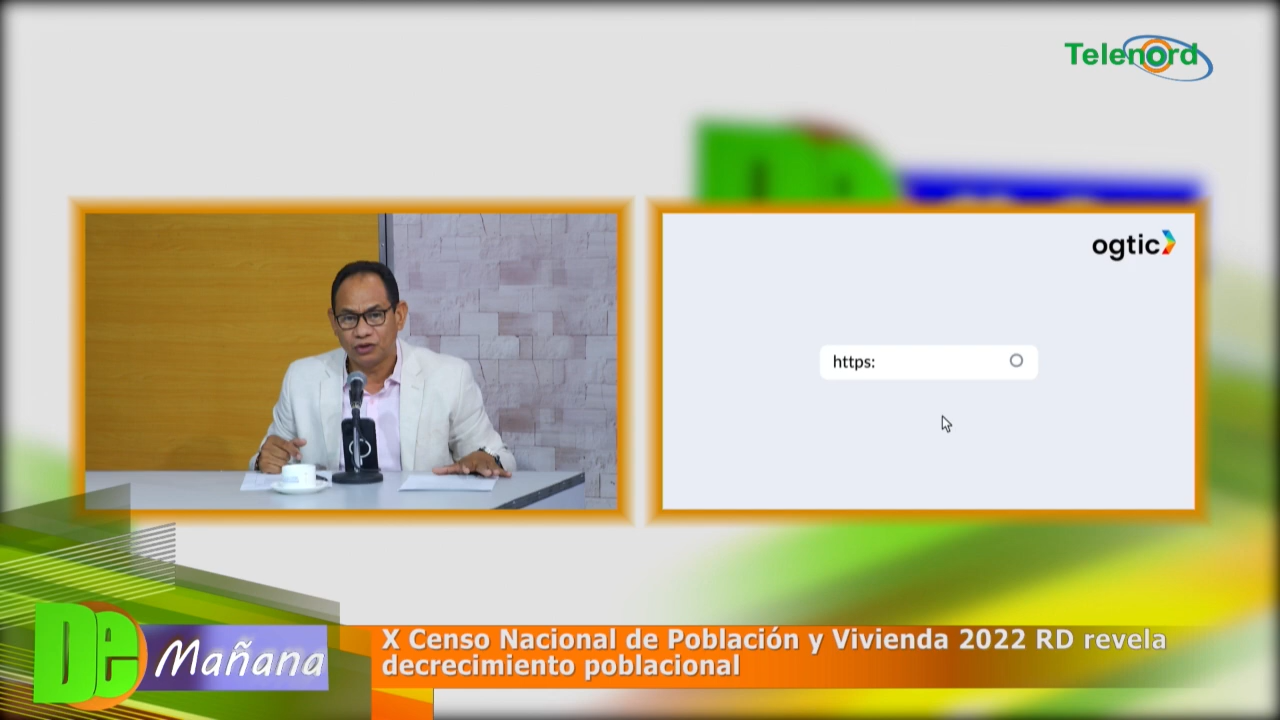 Telenord
ogtic
https:
De
Mañana
X Censo Nacional de Población y Vivienda 2022 RD revela
decrecimiento poblacional